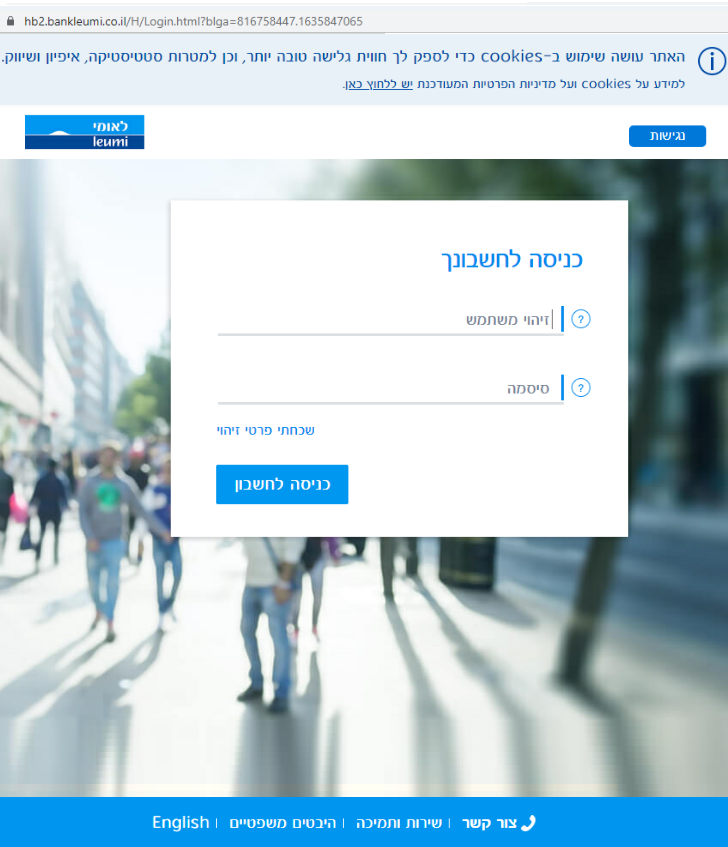 hb2.bankleumi.co.il/H/Login.html?blga=816758447.1635847065
האתר עושה שימוש ב-cookies כדי לספק לך חווית גלישה טובה יותר, וכן למטרות סטטיסטיקה, איפיון ושיווק.
למידע על cookies ועל מדיניות הפרטיות המעודכנת יש ללחוץ כאן.
נגישות
לאומי
leumi
כניסה לחשבונך
זיהוי משתמש
?
סיסמה
?
שכחתי פרטי זיהוי
כניסה לחשבון
צור קשר | שירות ותמיכה | היבטים משפטיים | English